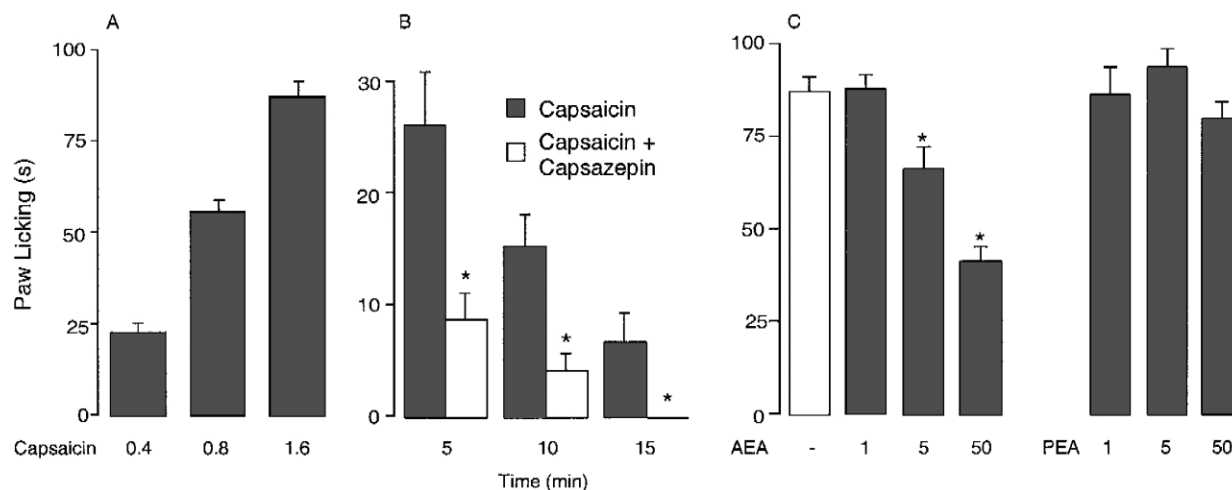 A
B
C
Paw Licking (s)
100
75
50
25
0
Capsaicin 0.4 0.8 1.6
30
20
10
0
Capsaicin
Capsaicin +
Capsazepin
*
*
*
5 10 15
Time (min)
100
75
50
25
0
*
*
AEA - 1 5 50
PEA 1 5 50